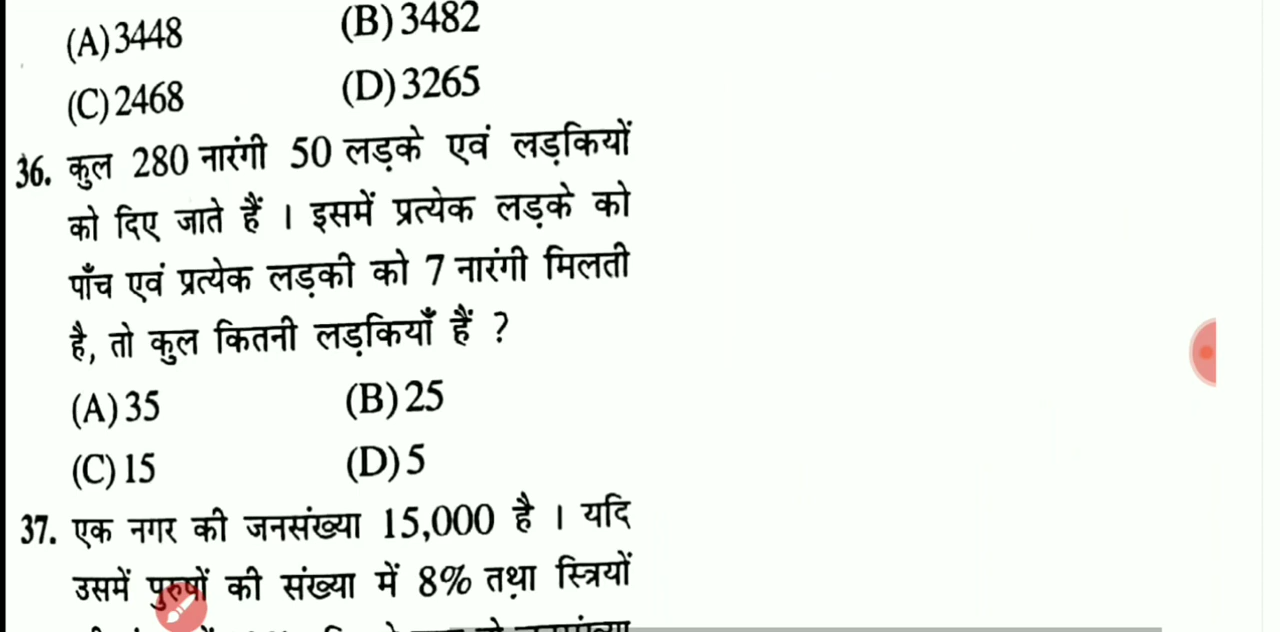 (A) 3448 (B) 3482
(C) 2468 (D) 3265
36. कुल 280 नारंगी 50 लड़के एवं लड़कियों
को दिए जाते हैं । इसमें प्रत्येक लड़के को
पाँच एवं प्रत्येक लड़की को 7 नारंगी मिलती
है, तो कुल कितनी लड़कियाँ हैं ?
(A) 35 (B) 25
(C) 15 (D) 5
37. एक नगर की जनसंख्या 15,000 है । यदि
उसमें पुरुषों की संख्या में 8% तथा स्त्रियों